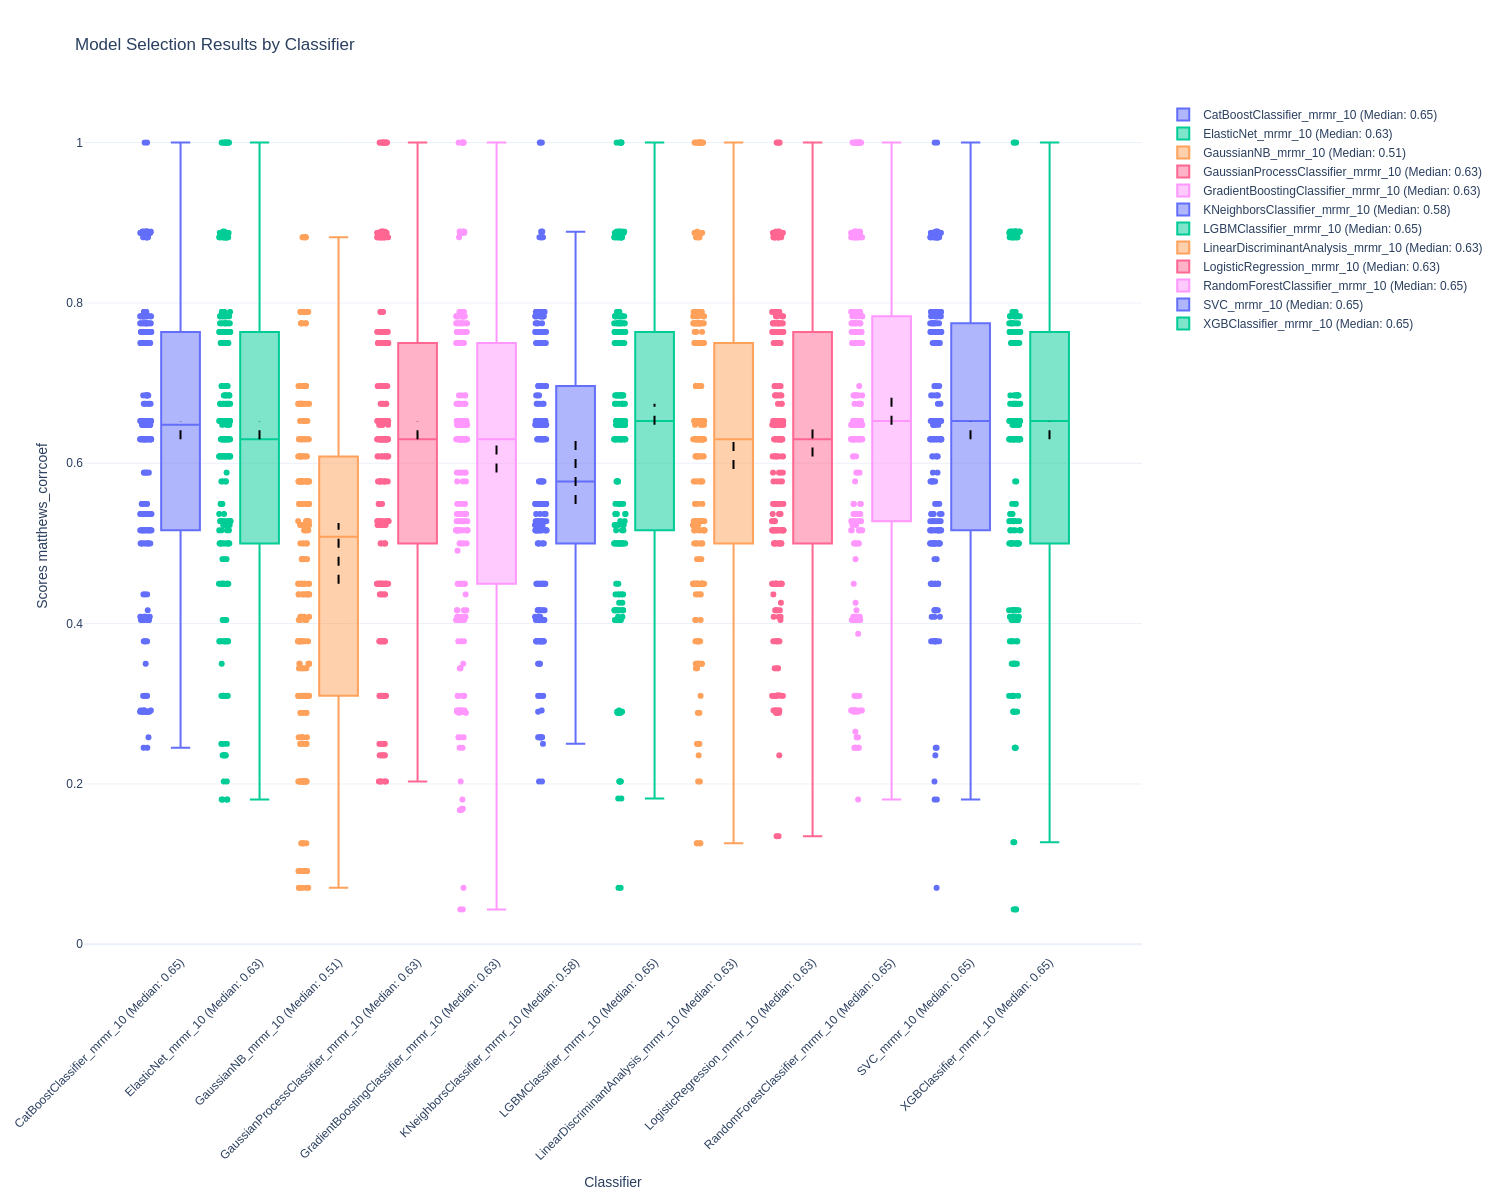 Model Selection Results by Classifier
CatBoostClassifier_mrmr_10 (Median: 0.65)
ElasticNet_mrmr_10 (Median: 0.63)
GaussianNB_mrmr_10 (Median: 0.51)
GaussianProcessClassifier_mrmr_10 (Median: 0.63)
GradientBoostingClassifier_mrmr_10 (Median: 0.63)
KNeighborsClassifier_mrmr_10 (Median: 0.58)
LGBMClassifier_mrmr_10 (Median: 0.65)
LinearDiscriminantAnalysis_mrmr_10 (Median: 0.63)
LogisticRegression_mrmr_10 (Median: 0.63)
RandomForestClassifier_mrmr_10 (Median: 0.65)
SVC_mrmr_10 (Median: 0.65)
XGBClassifier_mrmr_10 (Median: 0.65)
Scores matthews_corrcoef
1
0.8
0.6
0.4
0.2
0
CatBoostClassifier_mrmr_10 (Median: 0.65)
ElasticNet_mrmr_10 (Median: 0.63)
GaussianNB_mrmr_10 (Median: 0.51)
GaussianProcessClassifier_mrmr_10 (Median: 0.63)
GradientBoostingClassifier_mrmr_10 (Median: 0.63)
KNeighborsClassifier_mrmr_10 (Median: 0.58)
LGBMClassifier_mrmr_10 (Median: 0.65)
LinearDiscriminantAnalysis_mrmr_10 (Median: 0.63)
LogisticRegression_mrmr_10 (Median: 0.63)
RandomForestClassifier_mrmr_10 (Median: 0.65)
SVC_mrmr_10 (Median: 0.65)
XGBClassifier_mrmr_10 (Median: 0.65)
Classifier